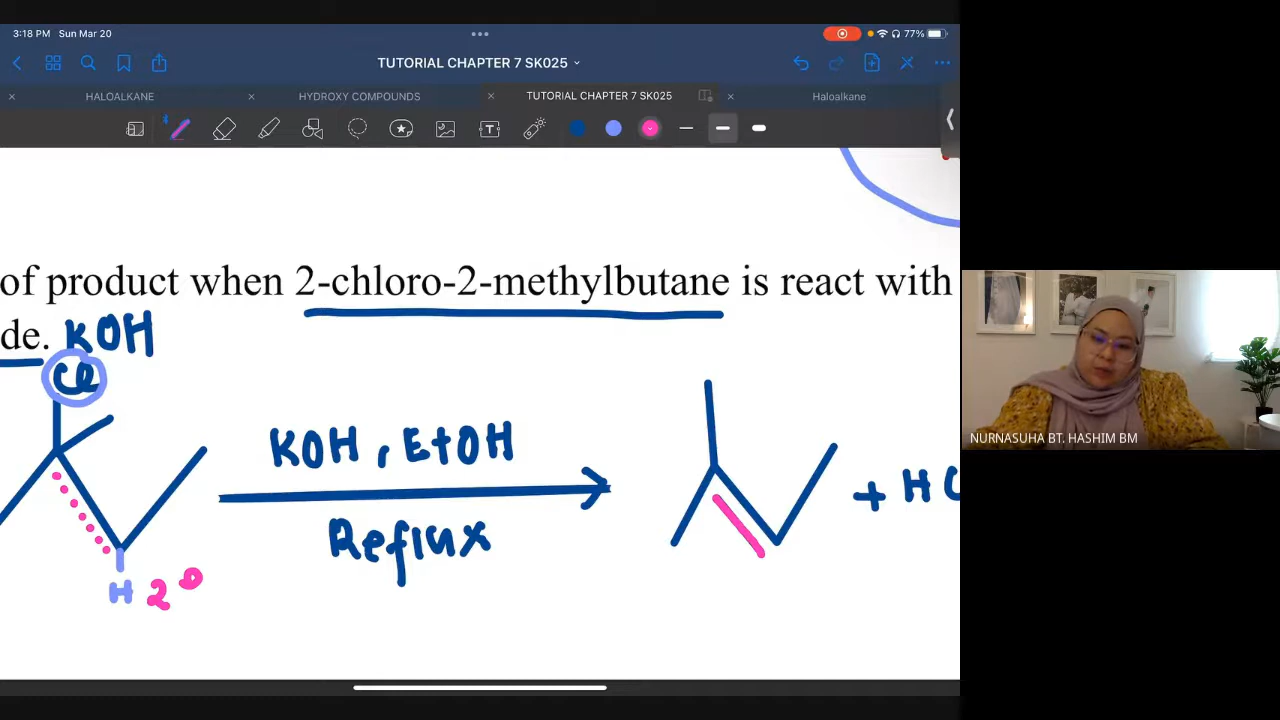 3:18 PM Sun Mar 20
77%
TUTORIAL CHAPTER 7 SK025
HALOALKANE
HYDROXY COMPOUNDS
TUTORIAL CHAPTER 7 SK025
Haloalkane
of product when 2-chloro-2-methylbutane is react with
de. KOH
Cl
KOH, EtOH
Reflux
+ HC
H 2°
NURNASUHA BT. HASHIM BM